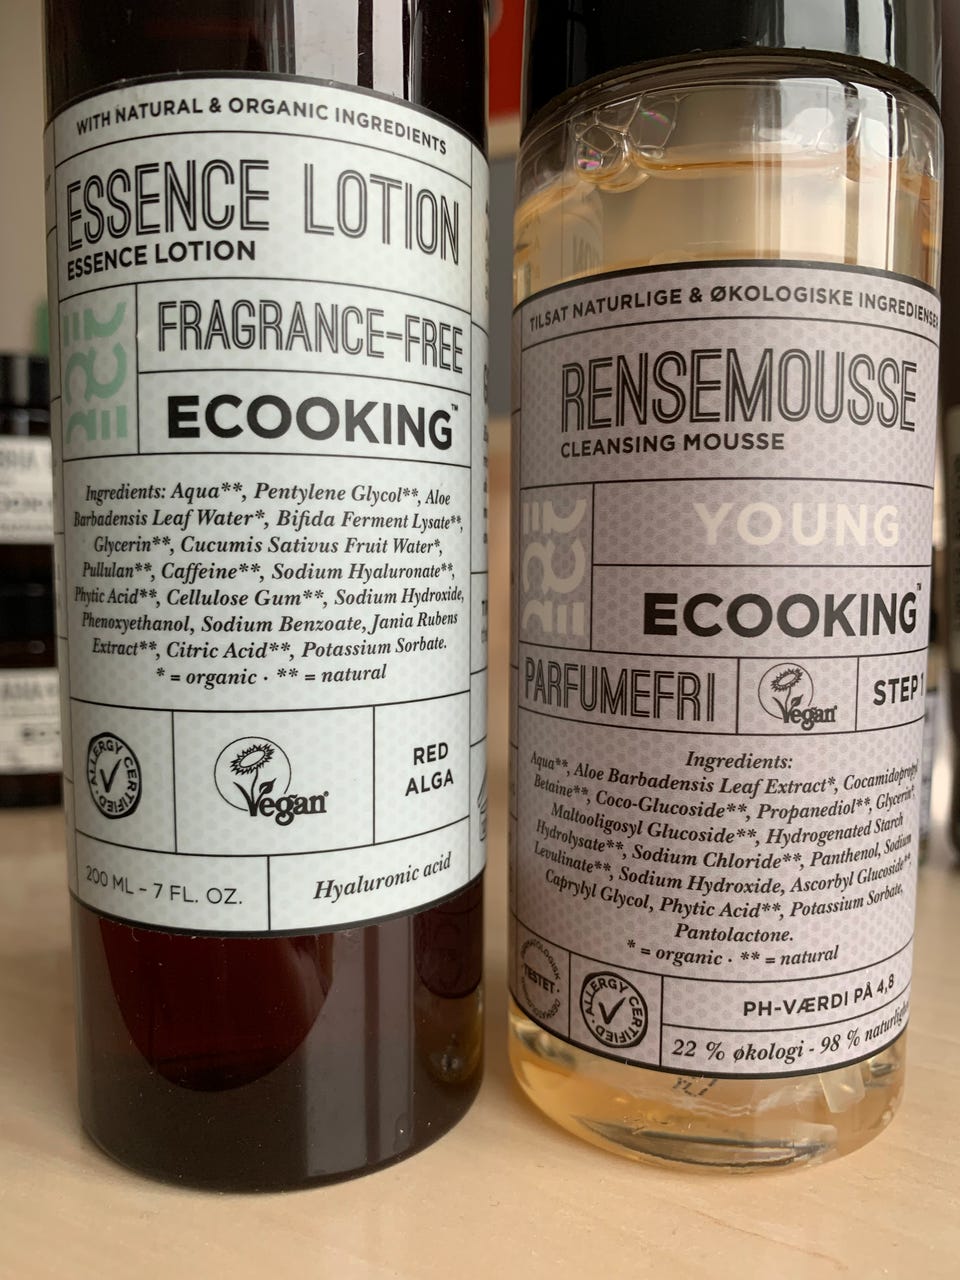 WITH NATURAL & ORGANIC INGREDIENTS
ESSENCE LOTION
ESSENCE LOTION
FRAGRANCE-FREE
ECOOKING™
Ingredients: Aqua**, Pentylene Glycol**, Aloe
Barbadensis Leaf Water*, Bifida Ferment Lysate**,
Glycerin**, Cucumis Sativus Fruit Water*,
Pullulan**, Caffeine**, Sodium Hyaluronate**,
Phytic Acid**, Cellulose Gum**, Sodium Hydroxide,
Phenoxyethanol, Sodium Benzoate, Jania Rubens
Extract**, Citric Acid**, Potassium Sorbate.
* = organic · ** = natural
ALLERGY CERTIFIED
Vegan
RED
ALGA
200 ML - 7 FL. OZ.
Hyaluronic acid
TILSAT NATURLIGE & ØKOLOGISKE INGREDIENSER
RENSEMOUSSE
CLEANSING MOUSSE
YOUNG
ECOOKING™
PARFUMEFRI
Vegan
STEP 1
Ingredients:
Aqua**, Aloe Barbadensis Leaf Extract*, Cocamidopropyl
Betaine**, Coco-Glucoside**, Propanediol**, Glycerin*,
Maltooligosyl Glucoside**, Hydrogenated Starch
Hydrolysate**, Sodium Chloride**, Panthenol, Sodium
Levulinate**, Sodium Hydroxide, Ascorbyl Glucoside**,
Caprylyl Glycol, Phytic Acid**, Potassium Sorbate,
Pantolactone.
* = organic · ** = natural
DERMATOLOGISK
TESTET
ALLERGY CERTIFIED
PH-VÆRDI PÅ 4,8
22 % økologi - 98 % naturlighed